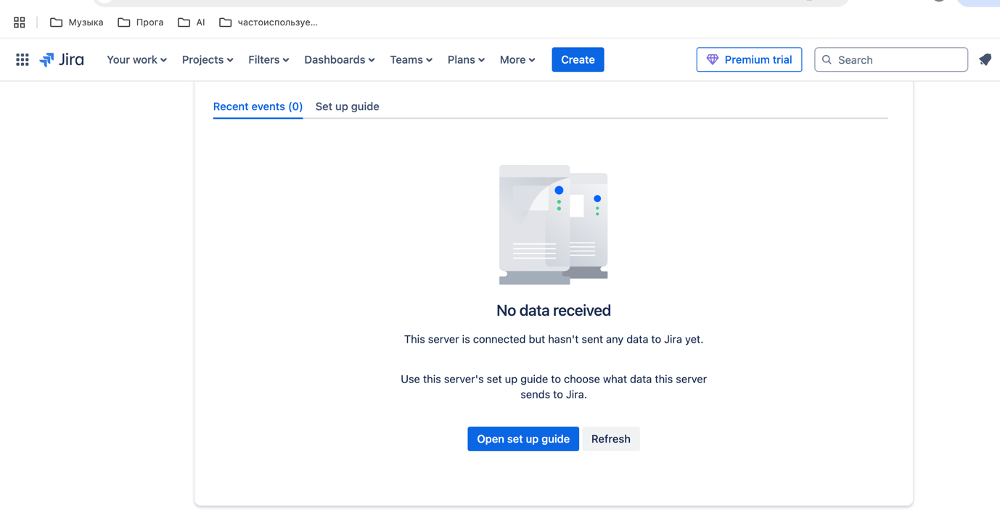 Музыка Прога AI частоиспользуе...
Jira Your work Projects Filters Dashboards Teams Plans More Create Premium trial Search
Recent events (0) Set up guide
No data received
This server is connected but hasn't sent any data to Jira yet.
Use this server's set up guide to choose what data this server
sends to Jira.
Open set up guide Refresh